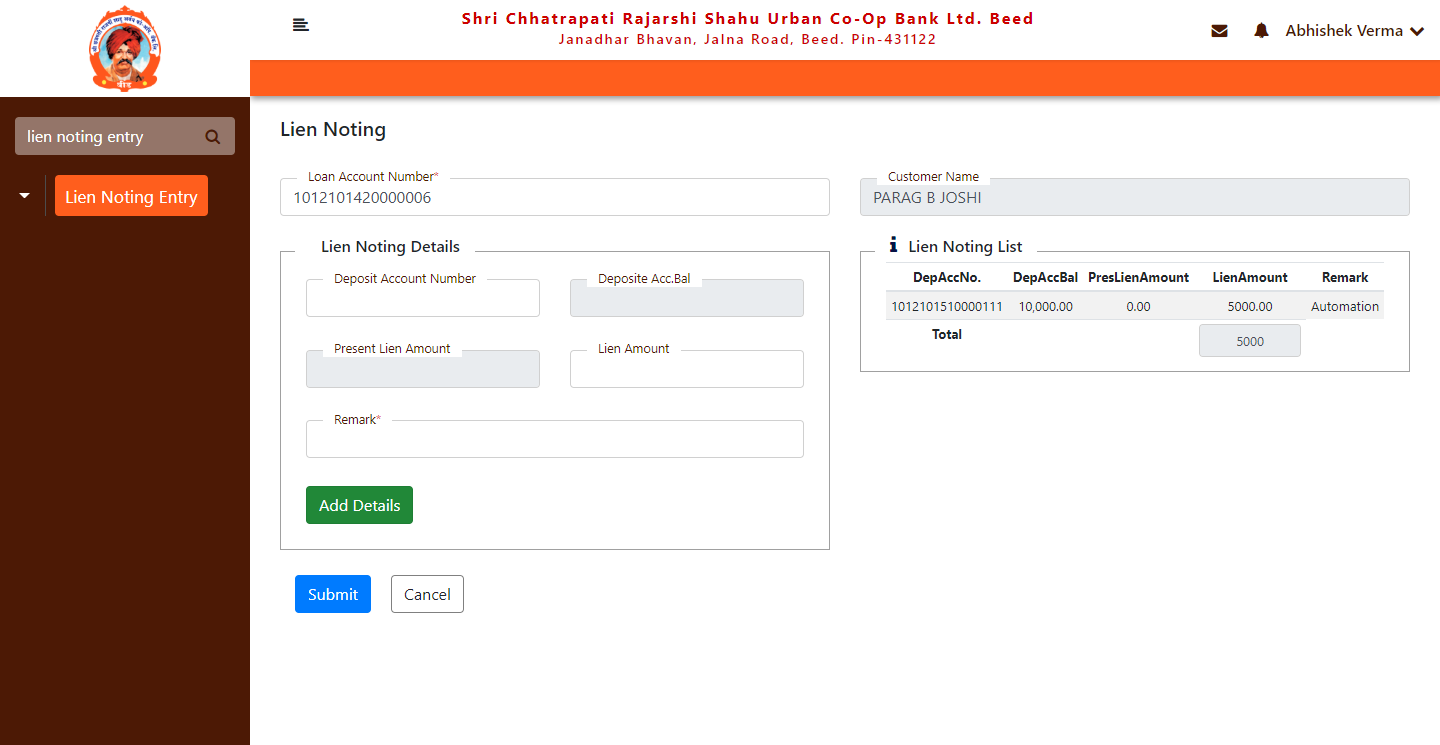 Shri Chhatrapati Rajarshi Shahu Urban Co-Op Bank Ltd. Beed
Janadhar Bhavan, Jalna Road, Beed. Pin-431122
Abhishek Verma
बीड
lien noting entry
Lien Noting Entry
Lien Noting
Loan Account Number*
1012101420000006
Customer Name
PARAG B JOSHI
Lien Noting Details
Deposit Account Number
Deposite Acc.Bal
Present Lien Amount
Lien Amount
Remark*
Add Details
Submit Cancel
Lien Noting List
DepAccNo. DepAccBal PresLienAmount LienAmount Remark
1012101510000111 10,000.00 0.00 5000.00 Automation
Total 5000